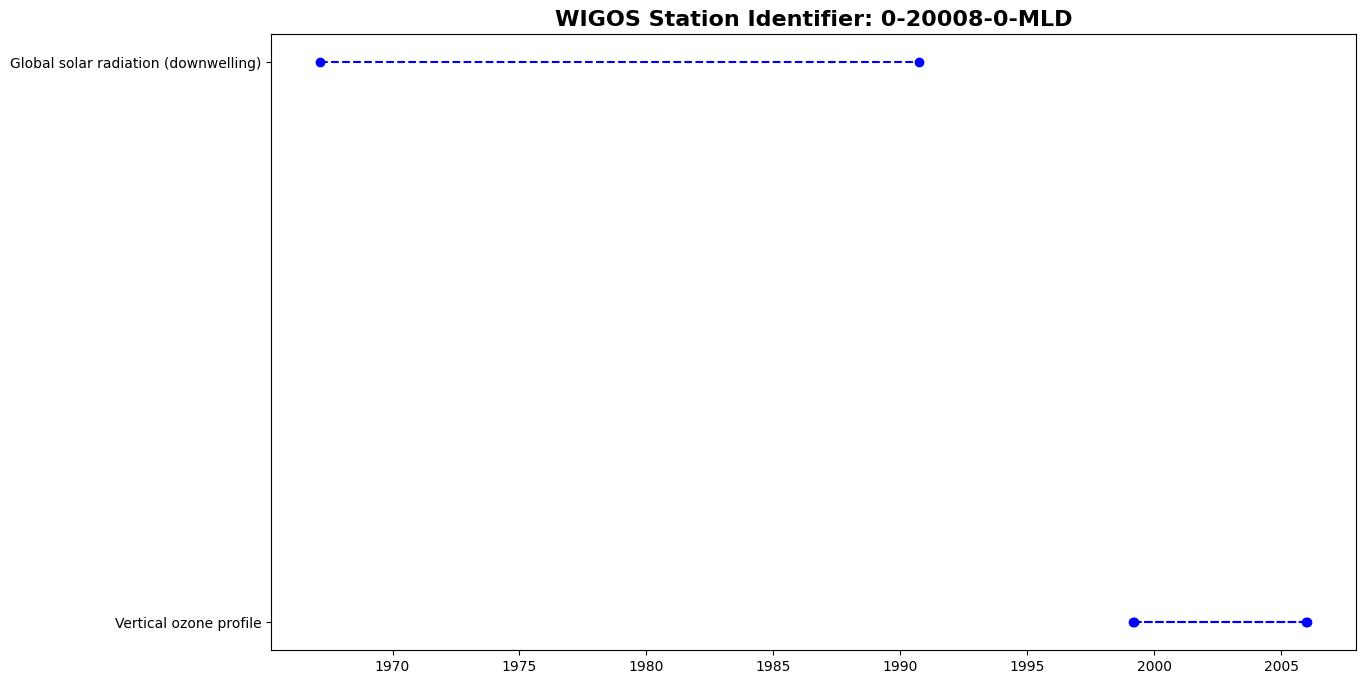 WIGOS Station Identifier: 0-20008-0-MLD
Global solar radiation (downwelling)
Vertical ozone profile
1970 1975 1980 1985 1990 1995 2000 2005